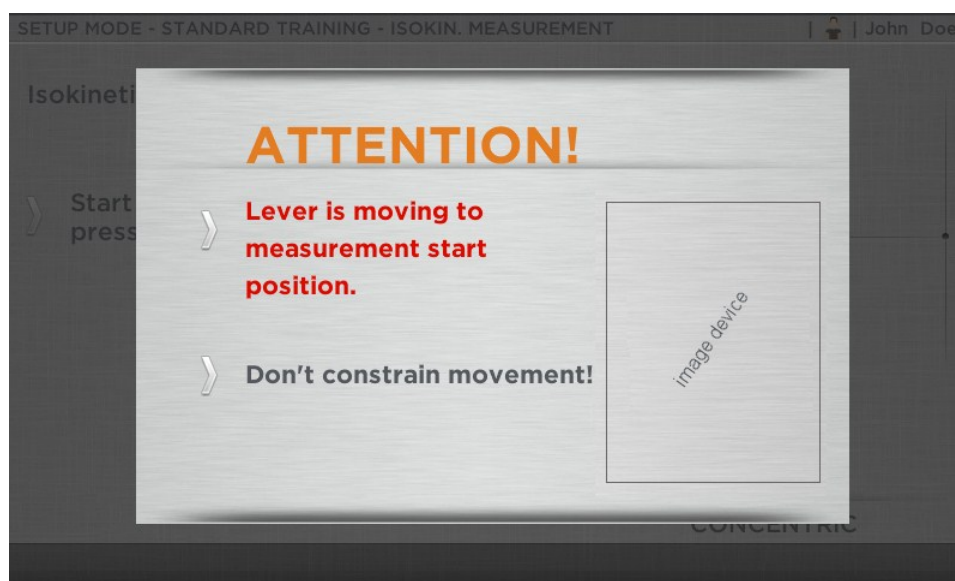 SETUP MODE - STANDARD TRAINING - ISOKIN. MEASUREMENT | | John Doe
Isokineti
ATTENTION!
Start
press
Lever is moving to
measurement start
position.
Don't constrain movement!
image device
CONCENTRIC